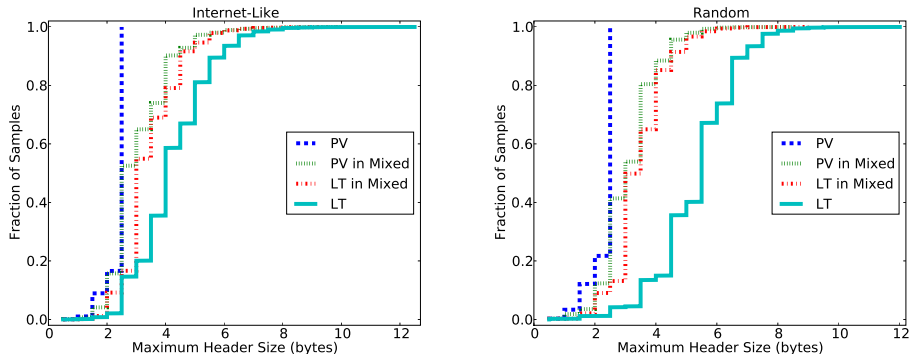 Internet-Like
1.0
0.8
0.6
0.4
0.2
0.0
Fraction of Samples
PV
PV in Mixed
LT in Mixed
LT
0 2 4 6 8 10 12
Maximum Header Size (bytes)
Random
1.0
0.8
0.6
0.4
0.2
0.0
Fraction of Samples
PV
PV in Mixed
LT in Mixed
LT
0 2 4 6 8 10 12
Maximum Header Size (bytes)